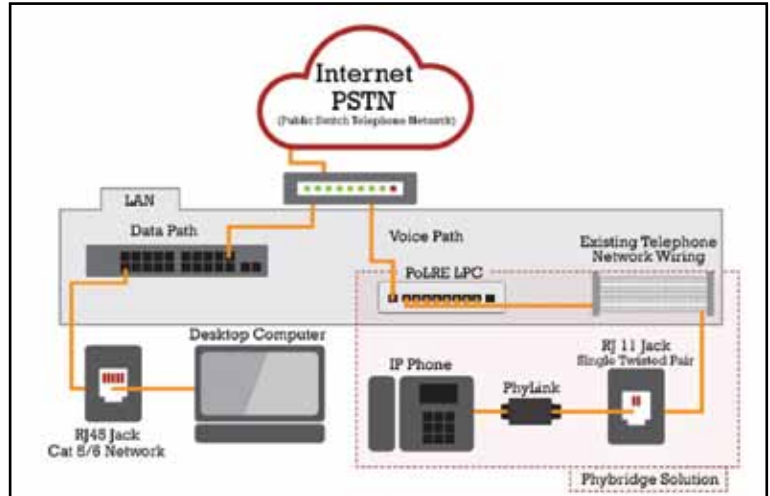 Internet
PSTN
(Public Switch Telephone Network)
LAN
Data Path
Voice Path
Existing Telephone
Network Wiring
PoLRE LPC
Desktop Computer
IP Phone
PhyLink
RJ 11 Jack
Single Twisted Pair
RJ45 Jack
Cat 5/6 Network
Phybridge Solution